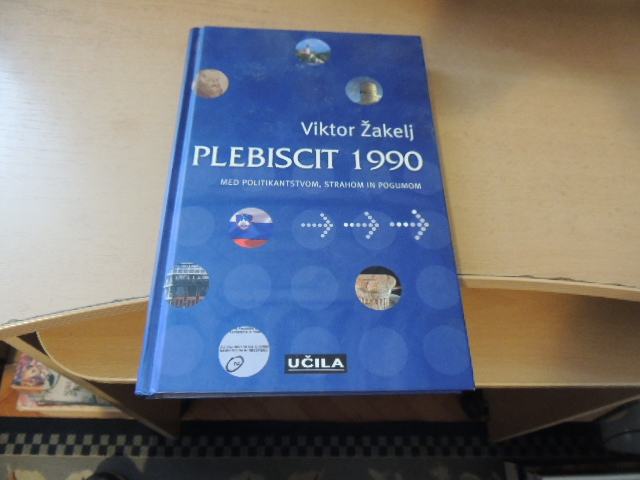 Viktor Žakelj
PLEBISCIT 1990
MED POLITIKANTSTVOM, STRAHOM IN POGUMOM
UČILA